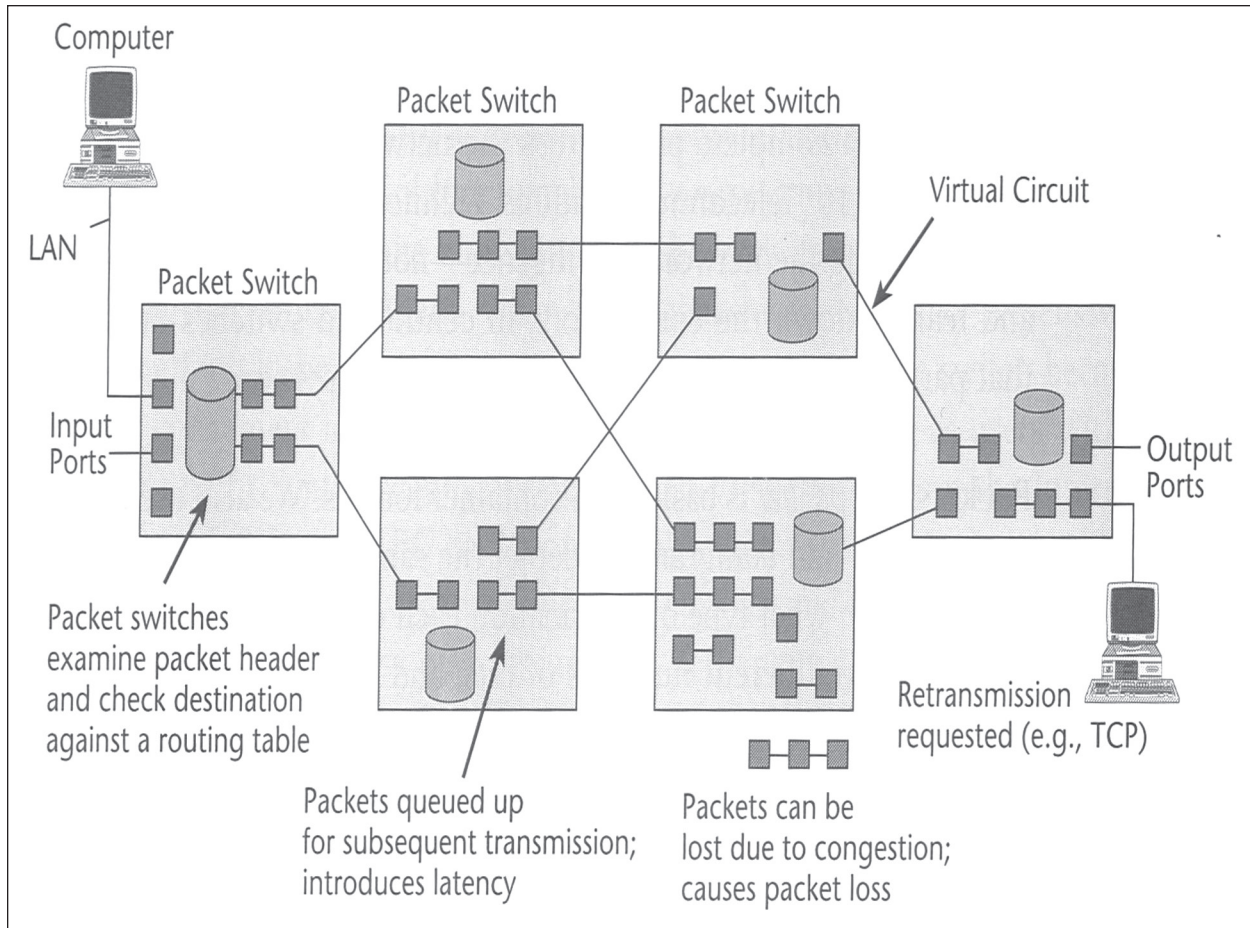 Computer
Packet Switch
Packet Switch
Virtual Circuit
LAN
Packet Switch
Input
Ports
Output
Ports
Packet switches
examine packet header
and check destination
against a routing table
Retransmission
requested (e.g., TCP)
Packets queued up
for subsequent transmission;
introduces latency
Packets can be
lost due to congestion;
causes packet loss